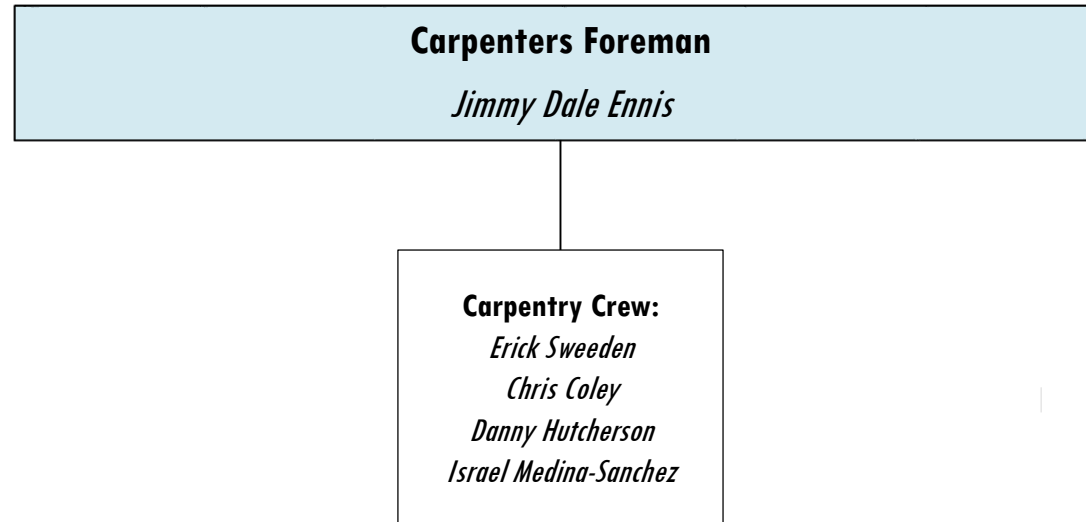 Carpenters Foreman
Jimmy Dale Ennis
Carpentry Crew:
Erick Sweeden
Chris Coley
Danny Hutcherson
Israel Medina-Sanchez